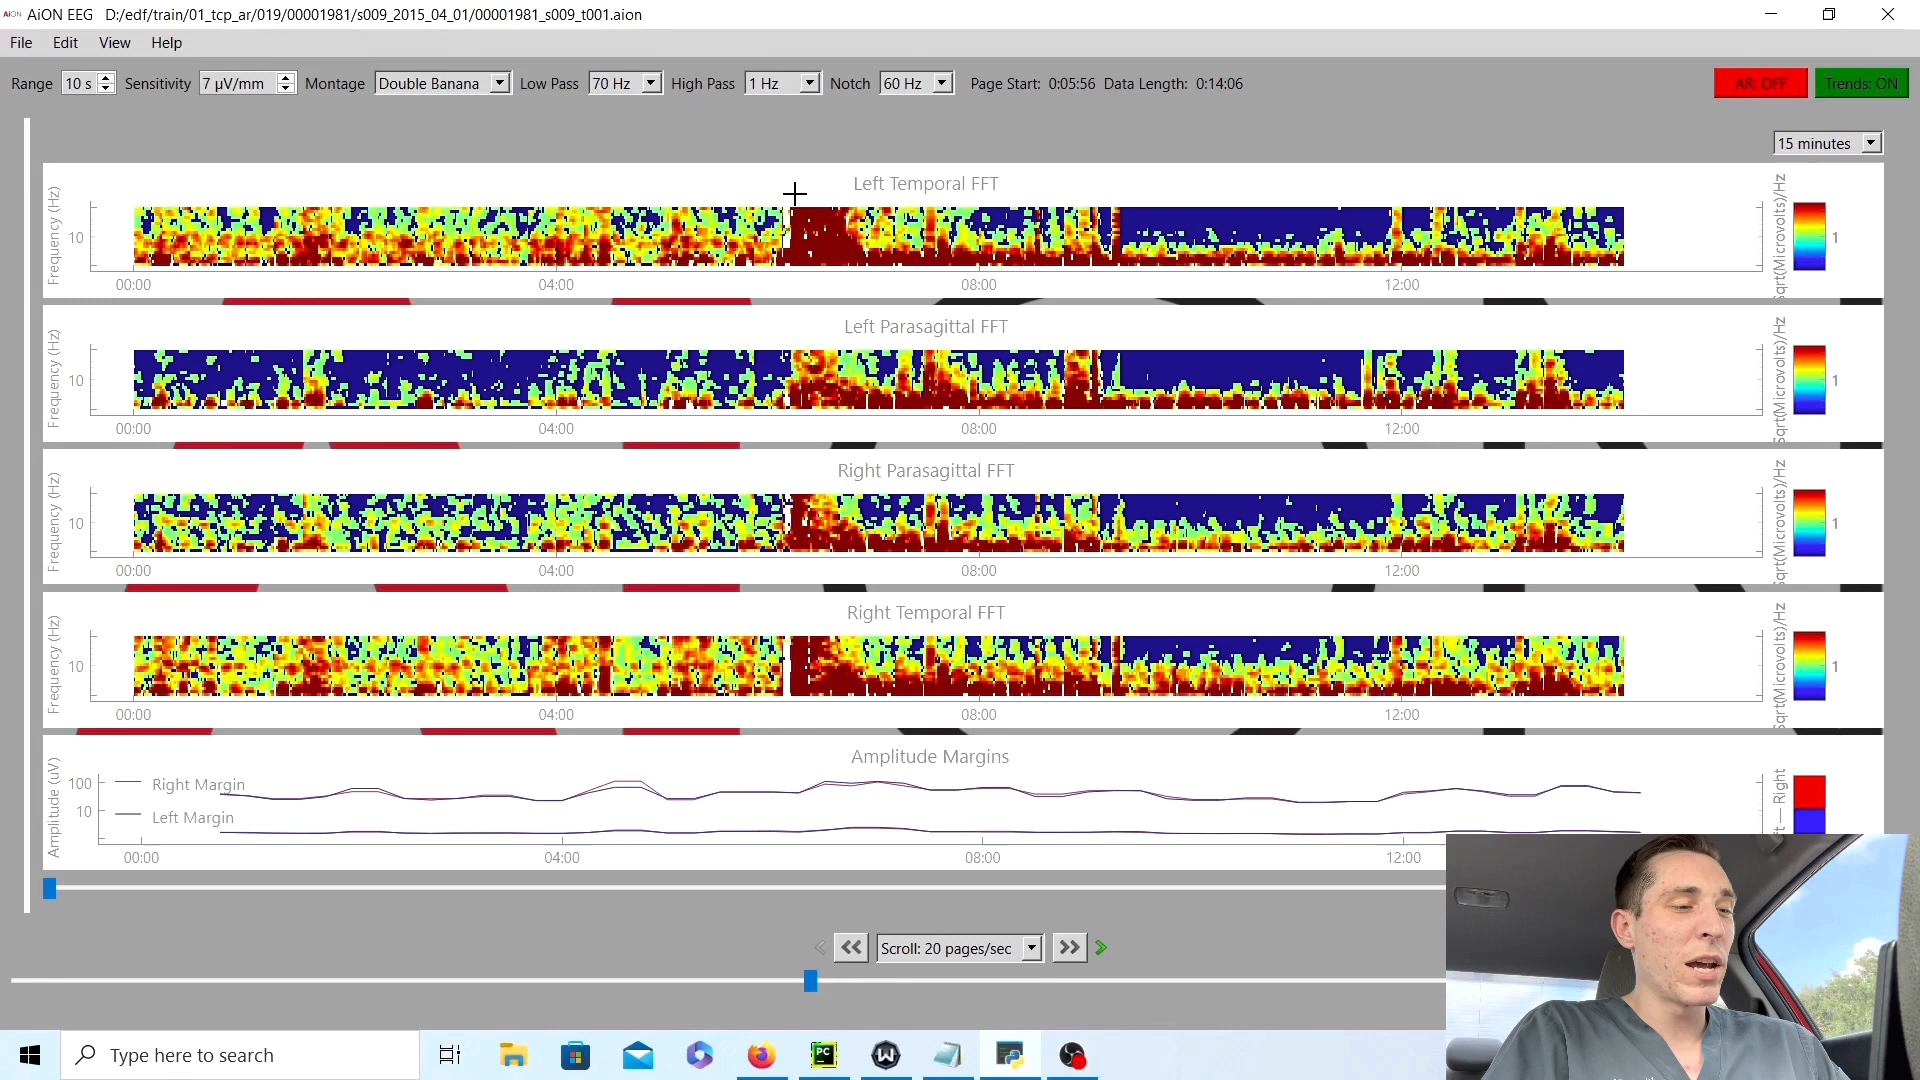 AiON AiON EEG D:/edf/train/01_tcp_ar/019/00001981/s009_2015_04_01/00001981_s009_t001.aion
File Edit View Help
Range 10 s Sensitivity 7 µV/mm Montage Double Banana Low Pass 70 Hz High Pass 1 Hz Notch 60 Hz Page Start: 0:05:56 Data Length: 0:14:06 AR: OFF Trends: ON
15 minutes
Left Temporal FFT
Frequency (Hz)
10
00:00 04:00 08:00 12:00
Sqrt(Microvolts)/Hz
1
Left Parasagittal FFT
Frequency (Hz)
10
00:00 04:00 08:00 12:00
Sqrt(Microvolts)/Hz
1
Right Parasagittal FFT
Frequency (Hz)
10
00:00 04:00 08:00 12:00
Sqrt(Microvolts)/Hz
1
Right Temporal FFT
Frequency (Hz)
10
00:00 04:00 08:00 12:00
Sqrt(Microvolts)/Hz
1
Amplitude Margins
Amplitude (uV)
100
10
Right Margin
Left Margin
00:00 04:00 08:00 12:00
— Right
Scroll: 20 pages/sec
Type here to search
PC